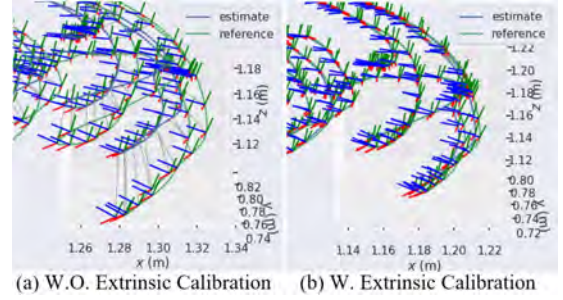 estimate
reference
1.18
1.16
1.14
1.12
z (m)
0.82
0.80
0.78
0.76
0.74
y (m)
1.26 1.28 1.30 1.32 1.34
x (m)
(a) W.O. Extrinsic Calibration
estimate
reference
1.22
1.20
1.18
1.16
1.14
1.12
z (m)
0.80
0.78
0.76
0.74
0.72
y (m)
1.14 1.16 1.18 1.20 1.22
x (m)
(b) W. Extrinsic Calibration